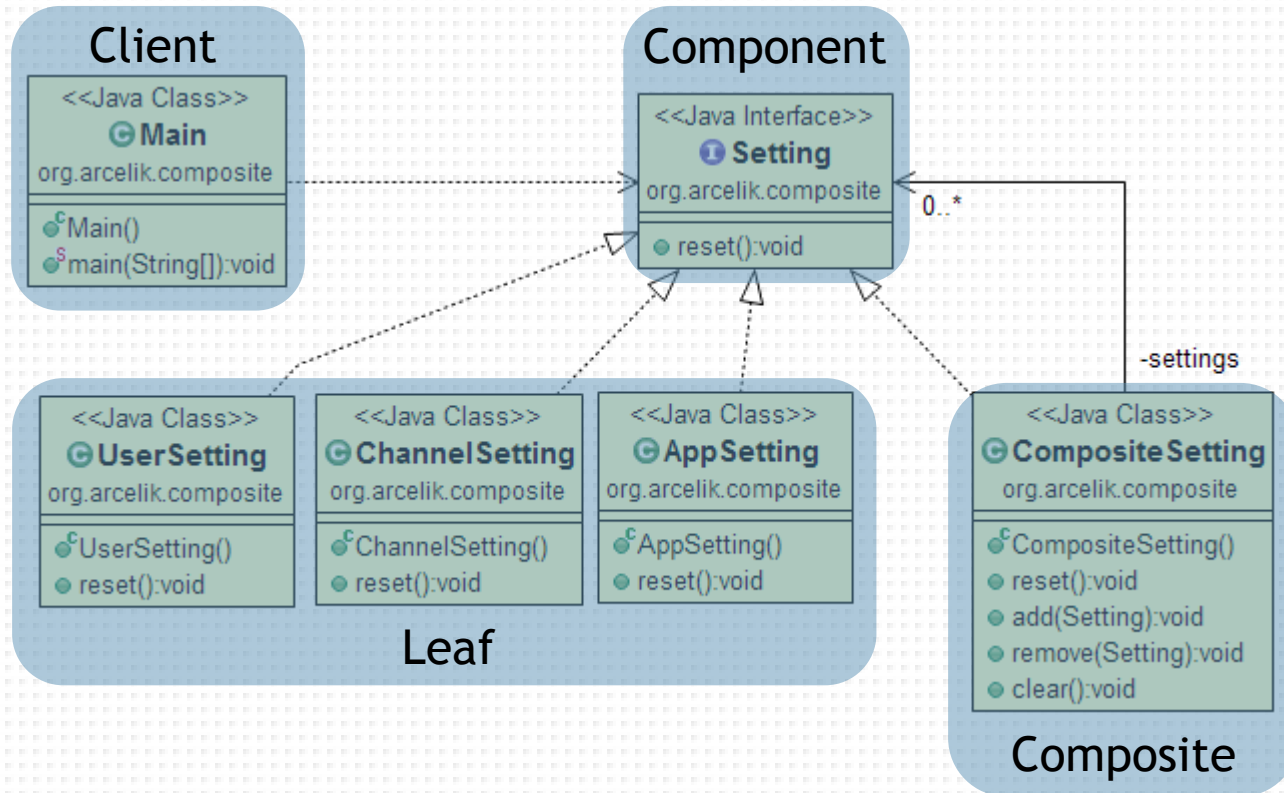 Client
<<Java Class>>
Main
org.arcelik.composite
Main()
main(String[]):void
Component
<<Java Interface>>
Setting
org.arcelik.composite
reset():void
0..*
-settings
<<Java Class>>
UserSetting
org.arcelik.composite
UserSetting()
reset():void
<<Java Class>>
ChannelSetting
org.arcelik.composite
ChannelSetting()
reset():void
<<Java Class>>
AppSetting
org.arcelik.composite
AppSetting()
reset():void
Leaf
<<Java Class>>
CompositeSetting
org.arcelik.composite
CompositeSetting()
reset():void
add(Setting):void
remove(Setting):void
clear():void
Composite